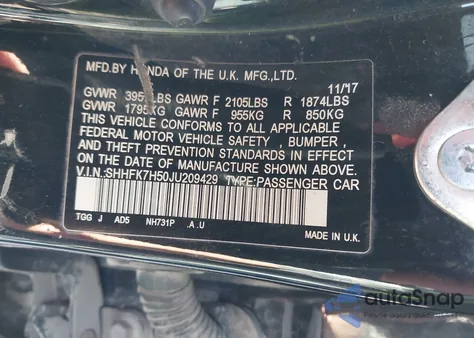 MFD.BY HONDA OF THE U.K.MFG.,LTD. 11/17
GVWR LBS GAWR F 2105LBS R 1874LBS
GVWR 1795KG GAWR F 955KG R 850KG
THIS VEHICLE CONFORMS TO ALL APPLICABLE
FEDERAL MOTOR VEHICLE SAFETY , BUMPER ,
AND THEFT PREVENTION STANDARDS IN EFFECT
ON THE DATE OF MANUFACTURE SHOWN ABOVE.
V.I.N:SHHFK7H50JU209429 TYPE:PASSENGER CAR
TGG J AD5 NH731P .A.U
MADE IN U.K.
autoSnap